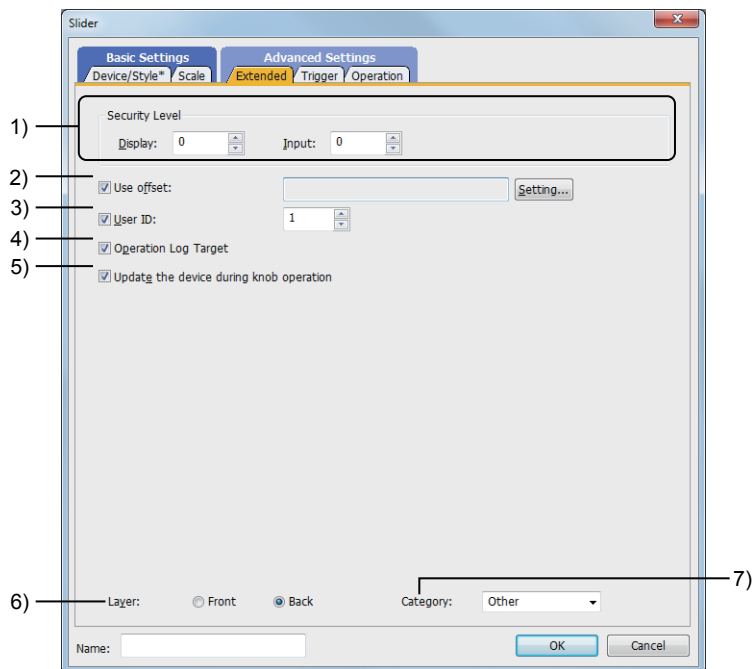 Slider
x
Basic Settings
Advanced Settings
Device/Style* Scale Extended Trigger Operation
1)
Security Level
Display: 0 Input: 0
2)
Use offset: Setting...
3)
User ID: 1
4)
Operation Log Target
5)
Update the device during knob operation
7)
6)
Layer: Front Back Category: Other
Name: OK Cancel